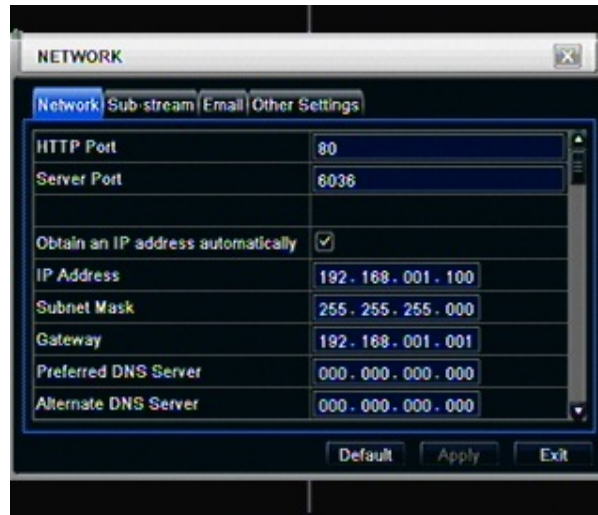 NETWORK
Network Sub-stream Email Other Settings
HTTP Port 80
Server Port 6036
Obtain an IP address automatically
IP Address 192 . 168 . 001 . 100
Subnet Mask 255 . 255 . 255 . 000
Gateway 192 . 168 . 001 . 001
Preferred DNS Server 000 . 000 . 000 . 000
Alternate DNS Server 000 . 000 . 000 . 000
Default Apply Exit